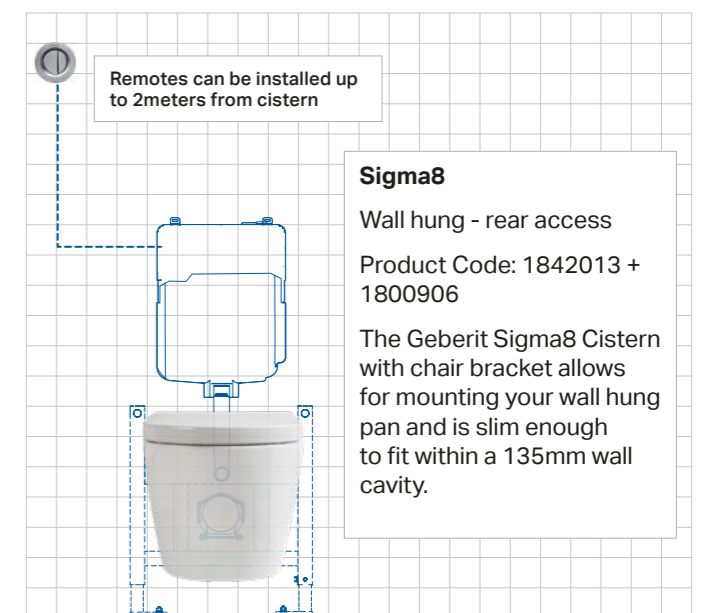 Remotes can be installed up
to 2meters from cistern
Sigma8
Wall hung - rear access
Product Code: 1842013 +
1800906
The Geberit Sigma8 Cistern
with chair bracket allows
for mounting your wall hung
pan and is slim enough
to fit within a 135mm wall
cavity.